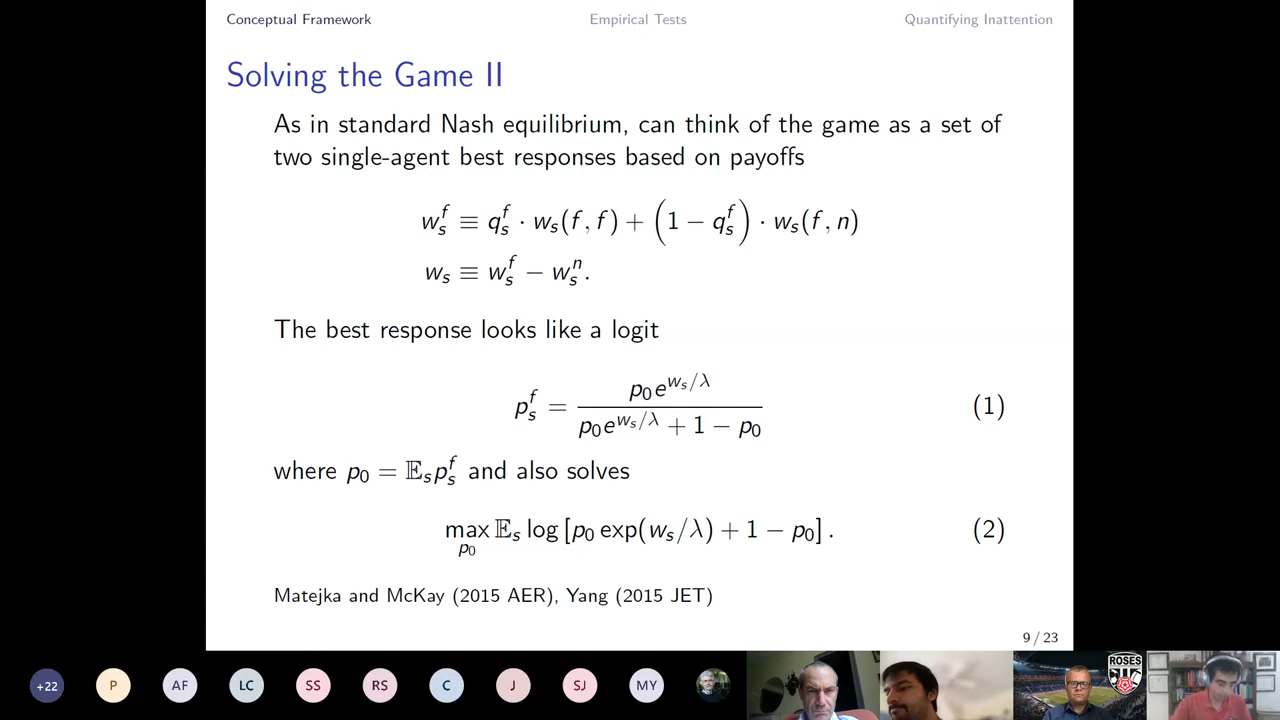 Conceptual Framework Empirical Tests Quantifying Inattention
Solving the Game II
As in standard Nash equilibrium, can think of the game as a set of
two single-agent best responses based on payoffs
w_s^f ≡ q_s^f · w_s(f, f) + (1 − q_s^f) · w_s(f, n)
w_s ≡ w_s^f − w_s^n.
The best response looks like a logit
p_s^f = p_0 e^{w_s/λ} / (p_0 e^{w_s/λ} + 1 − p_0) (1)
where p_0 = 𝔼_s p_s^f and also solves
max_{p_0} 𝔼_s log [p_0 exp(w_s/λ) + 1 − p_0] . (2)
Matejka and McKay (2015 AER), Yang (2015 JET)
9 / 23
+22 P AF LC SS RS C J SJ MY
ROSES